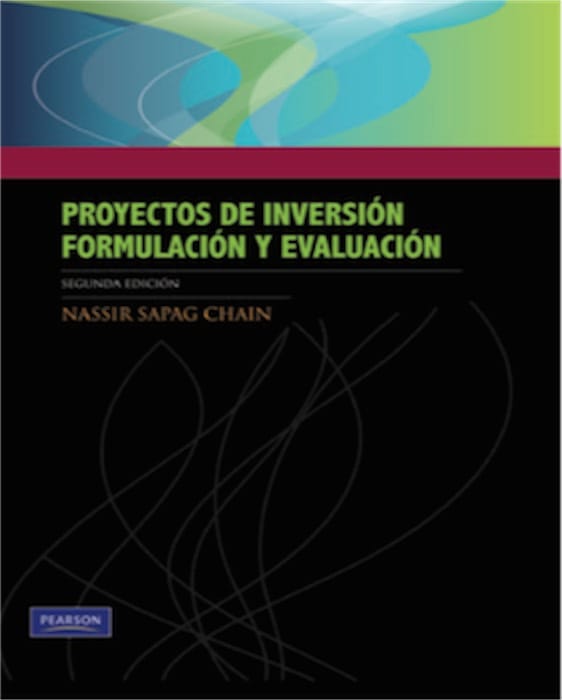 PROYECTOS DE INVERSIÓN
FORMULACIÓN Y EVALUACIÓN
SEGUNDA EDICIÓN
NASSIR SAPAG CHAIN
PEARSON